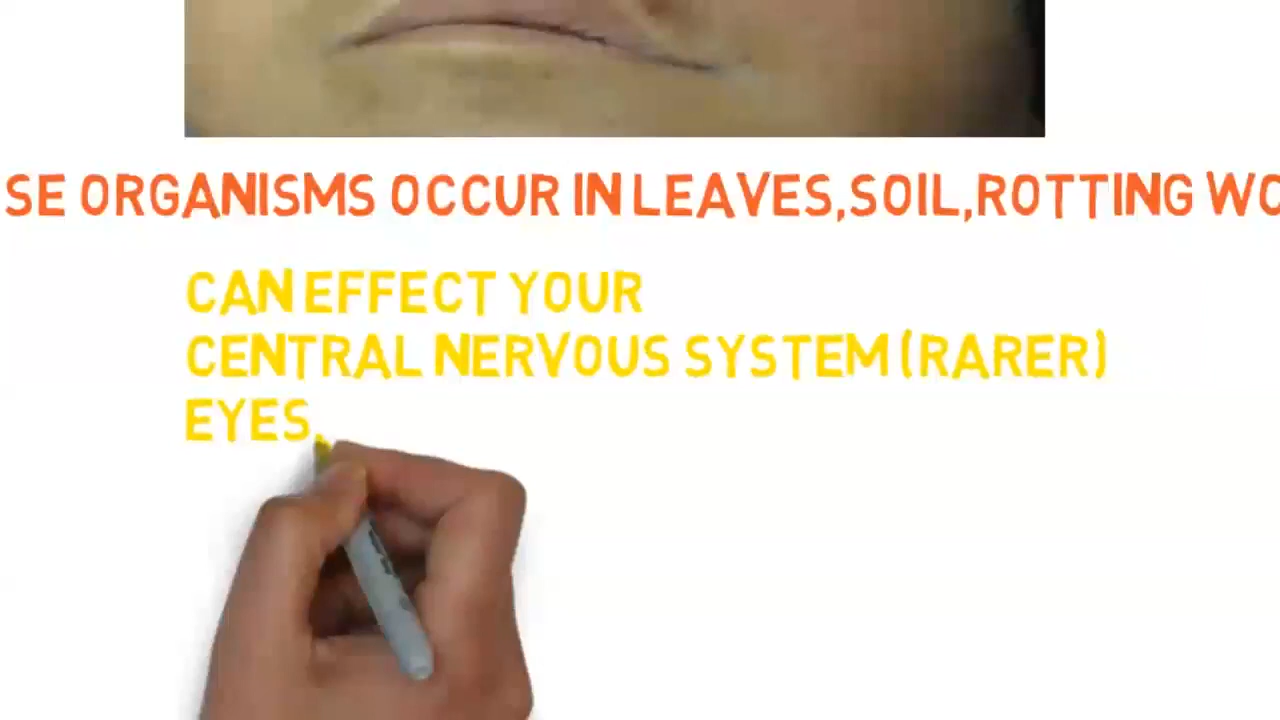 SE ORGANISMS OCCUR IN LEAVES,SOIL,ROTTING WO
CAN EFFECT YOUR
CENTRAL NERVOUS SYSTEM (RARER)
EYES,